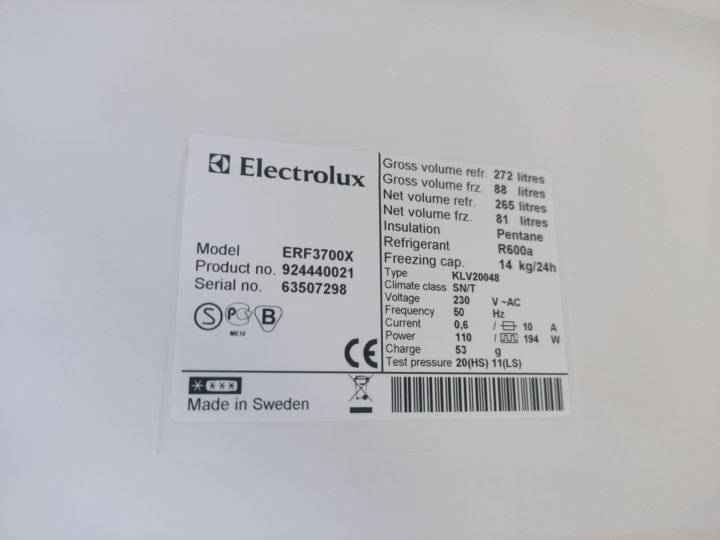 Electrolux
Model ERF3700X
Product no. 924440021
Serial no. 63507298
S PC B
ME10
CE
Made in Sweden
Gross volume refr. 272 litres
Gross volume frz. 88 litres
Net volume refr. 265 litres
Net volume frz. 81 litres
Insulation Pentane
Refrigerant R600a
Freezing cap. 14 kg/24h
Type KLV20048
Climate class SN/T
Voltage 230 V ~AC
Frequency 50 Hz
Current 0,6 / 10 A
Power 110 / 194 W
Charge 53 g
Test pressure 20(HS) 11(LS)